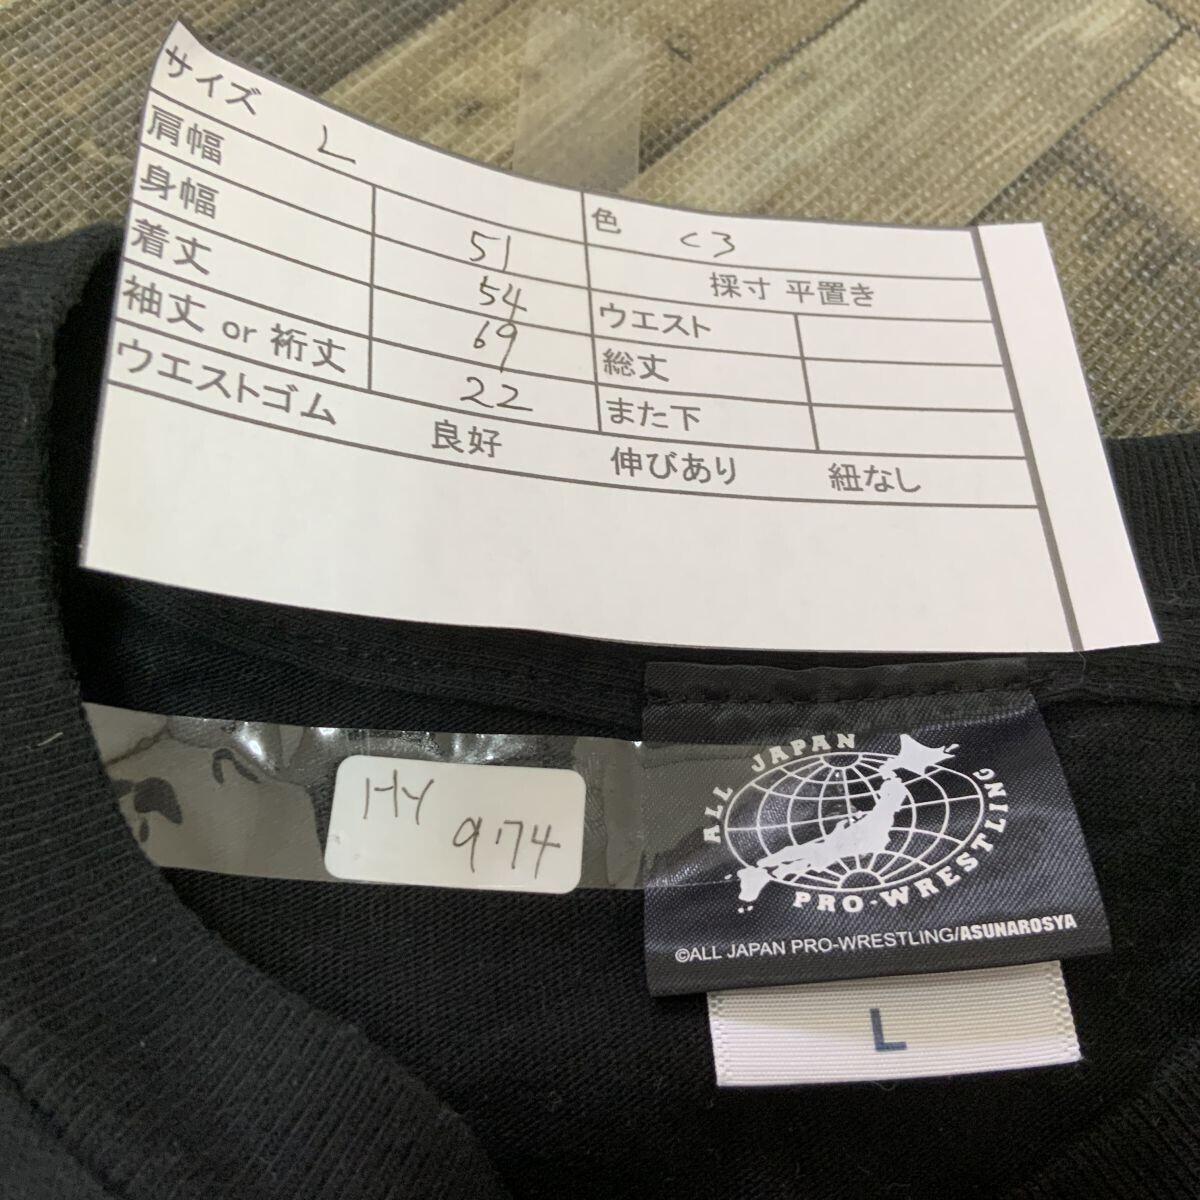 サイズ L
肩幅 51
身幅 54
着丈 69
袖丈 or 裄丈 22
ウエストゴム 良好 伸びあり 紐なし
色 C3
採寸 平置き
ウエスト
総丈
また下
HY
9174
ALL JAPAN
PRO-WRESTLING
©ALL JAPAN PRO-WRESTLING/ASUNAROSYA
L